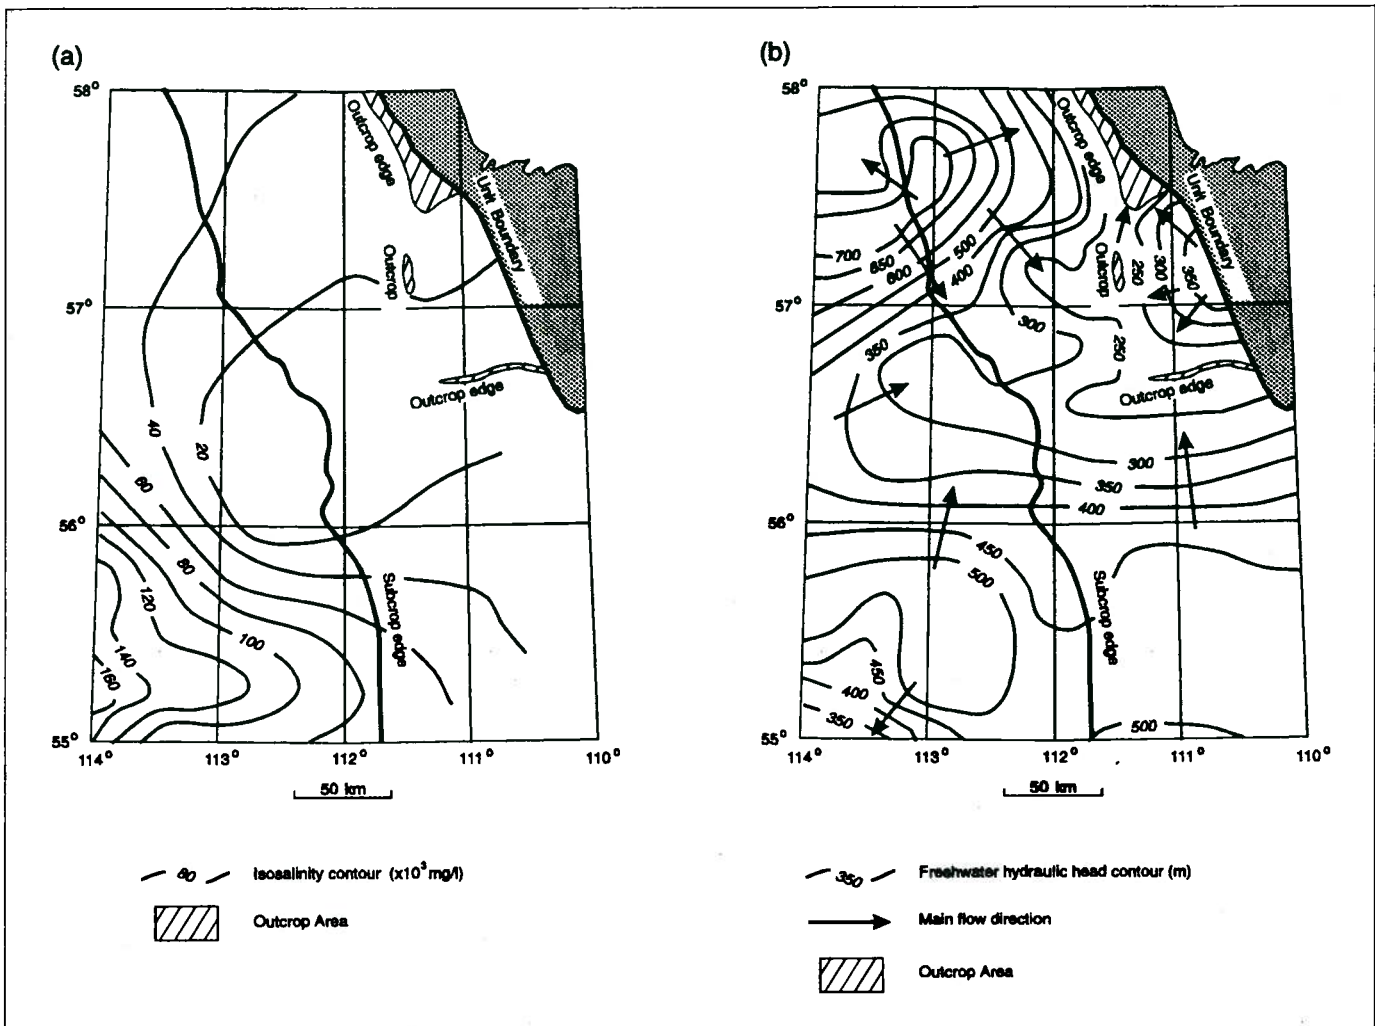 (a)
58°
57°
56°
55°
114°
113°
112°
111°
110°
Outcrop edge
Unit Boundary
Outcrop
Outcrop edge
Subcrop edge
40
20
60
80
120
100
140
160
50 km
80 Isosalinity contour (x10³ mg/l)
Outcrop Area
(b)
58°
57°
56°
55°
114°
113°
112°
111°
110°
Outcrop edge
Unit Boundary
Outcrop
Outcrop edge
Subcrop edge
700
650
600
500
400
350
300
250
250
300
350
300
350
400
450
500
450
400
350
500
50 km
350 Freshwater hydraulic head contour (m)
Main flow direction
Outcrop Area